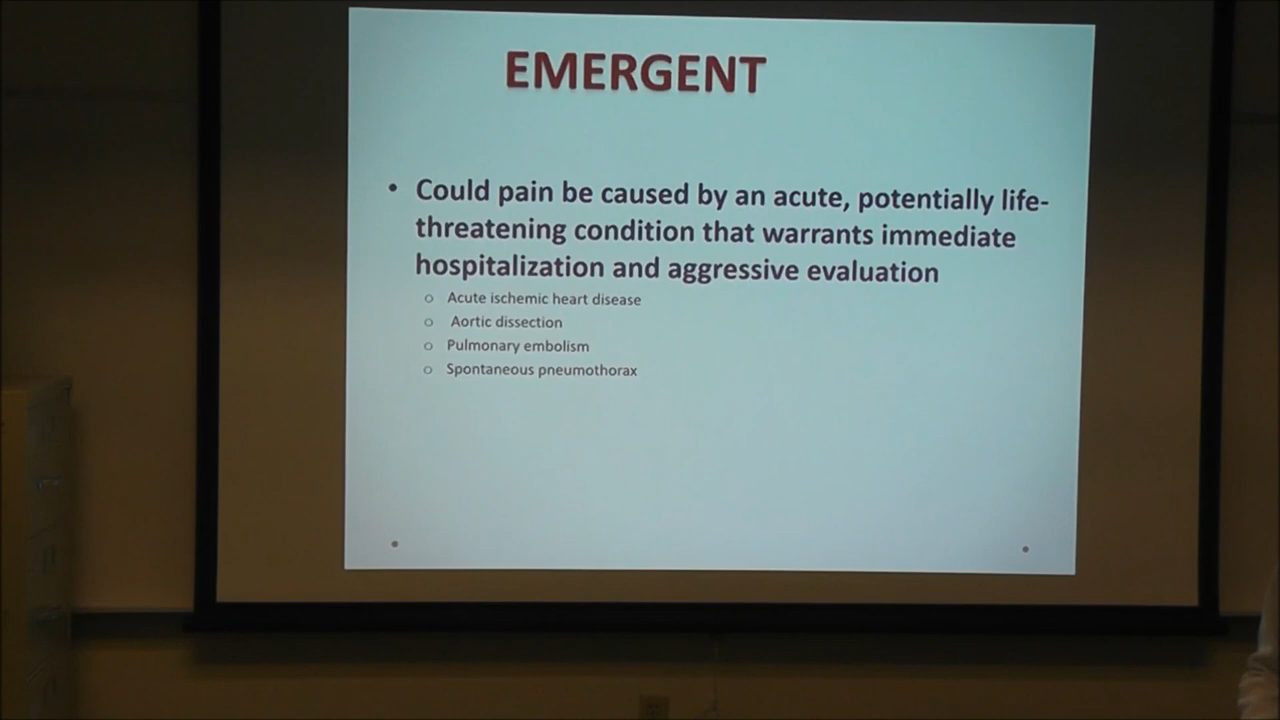 EMERGENT
• Could pain be caused by an acute, potentially life-
threatening condition that warrants immediate
hospitalization and aggressive evaluation
o Acute ischemic heart disease
o Aortic dissection
o Pulmonary embolism
o Spontaneous pneumothorax